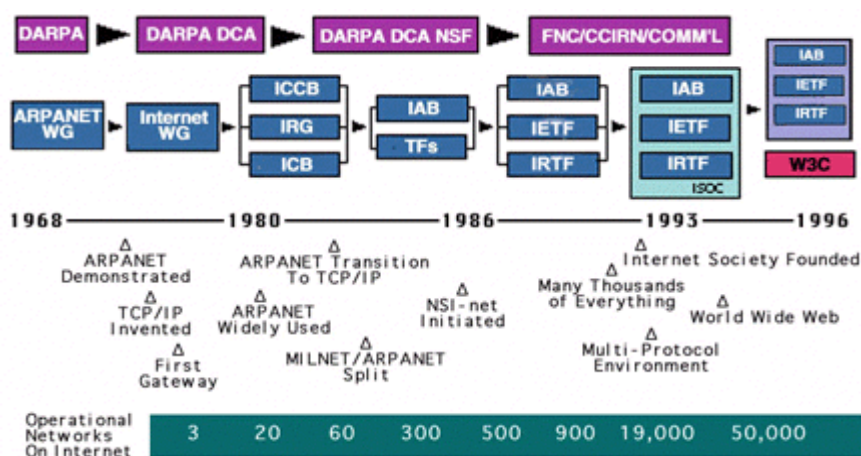 DARPA
DARPA DCA
DARPA DCA NSF
FNC/CCIRN/COMM'L
IAB
IETF
IRTF
W3C
ARPANET
WG
Internet
WG
ICCB
IRG
ICB
IAB
TFs
IAB
IETF
IRTF
IAB
IETF
IRTF
ISOC
1968
1980
1986
1993
1996
ARPANET
Demonstrated
TCP/IP
Invented
First
Gateway
ARPANET
Widely Used
ARPANET Transition
To TCP/IP
MILNET/ARPANET
Split
NSI-net
Initiated
Many Thousands
of Everything
Internet Society Founded
World Wide Web
Multi-Protocol
Environment
Operational
Networks
On Internet
3 20 60 300 500 900 19,000 50,000